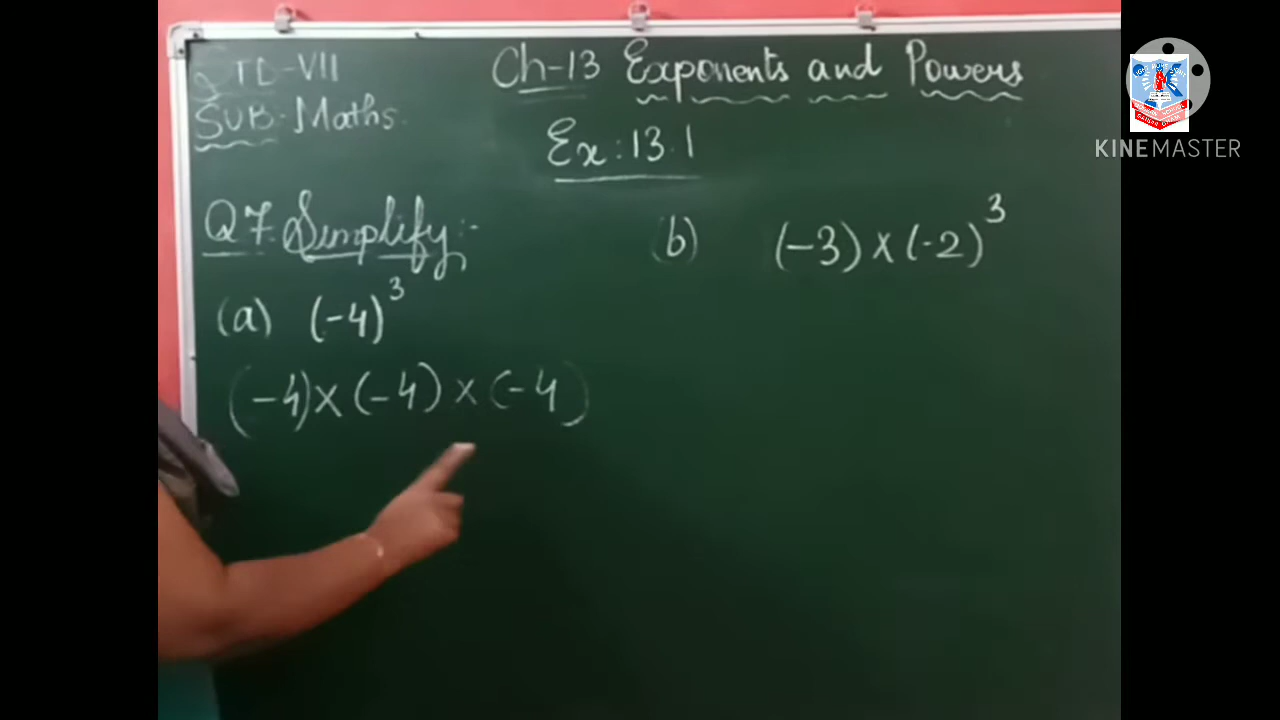 STD-VII
SUB-Maths.
Ch-13 Exponents and Powers
Ex:13.1
Q7. Simplify:-
(a) (-4)³
(-4)×(-4)×(-4)
b) (-3)×(-2)³
KINEMASTER